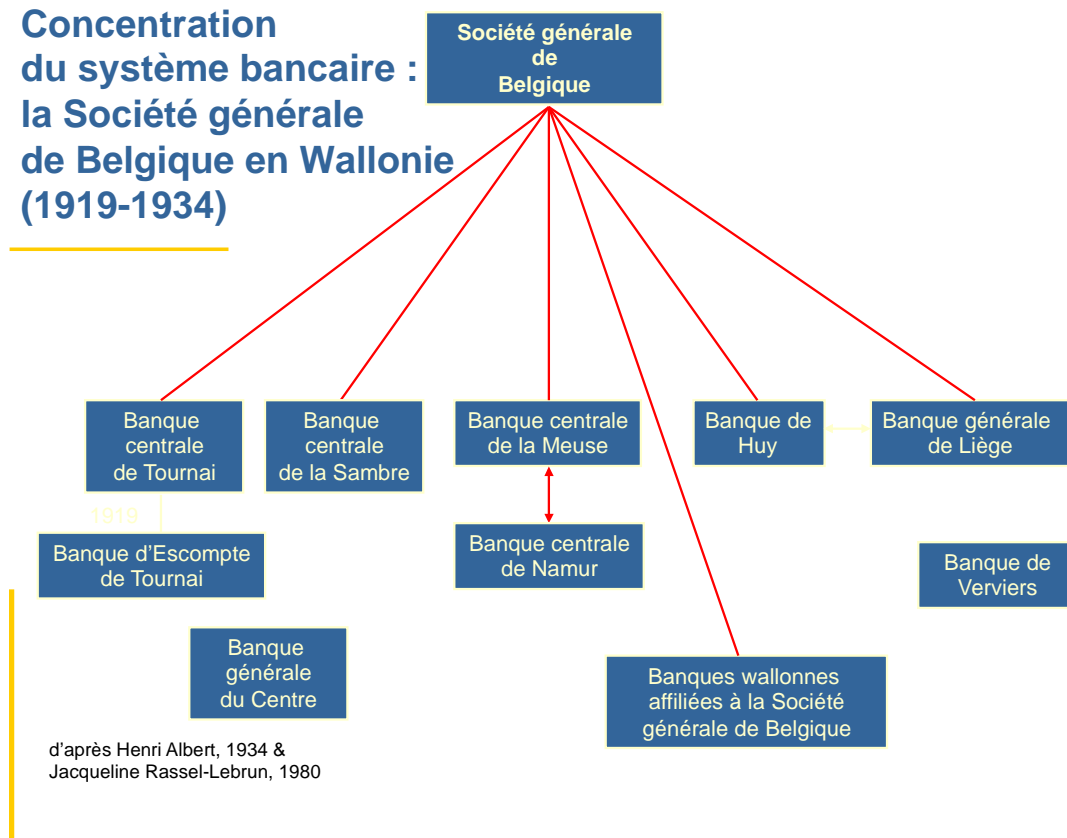 Concentration
du système bancaire :
la Société générale
de Belgique en Wallonie
(1919-1934)
Société générale
de
Belgique
Banque
centrale
de Tournai
Banque
centrale
de la Sambre
Banque centrale
de la Meuse
Banque de
Huy
Banque générale
de Liège
1919
Banque d’Escompte
de Tournai
Banque centrale
de Namur
Banque de
Verviers
Banque
générale
du Centre
Banques wallonnes
affiliées à la Société
générale de Belgique
d’après Henri Albert, 1934 &
Jacqueline Rassel-Lebrun, 1980